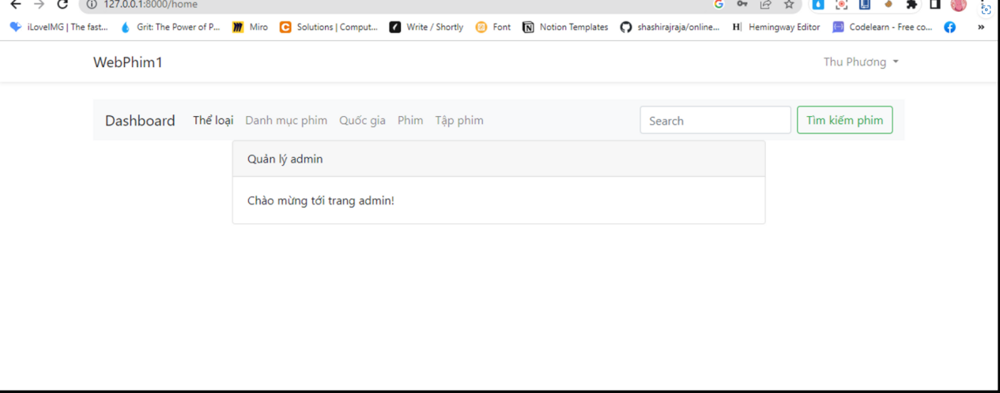 127.0.0.1:8000/home
iLoveIMG | The fast... Grit: The Power of P... Miro Solutions | Comput... Write / Shortly Font Notion Templates shashirajraja/online... Hemingway Editor Codelearn - Free co... »
WebPhim1 Thu Phương
Dashboard Thể loại Danh mục phim Quốc gia Phim Tập phim Search Tìm kiếm phim
Quản lý admin
Chào mừng tới trang admin!